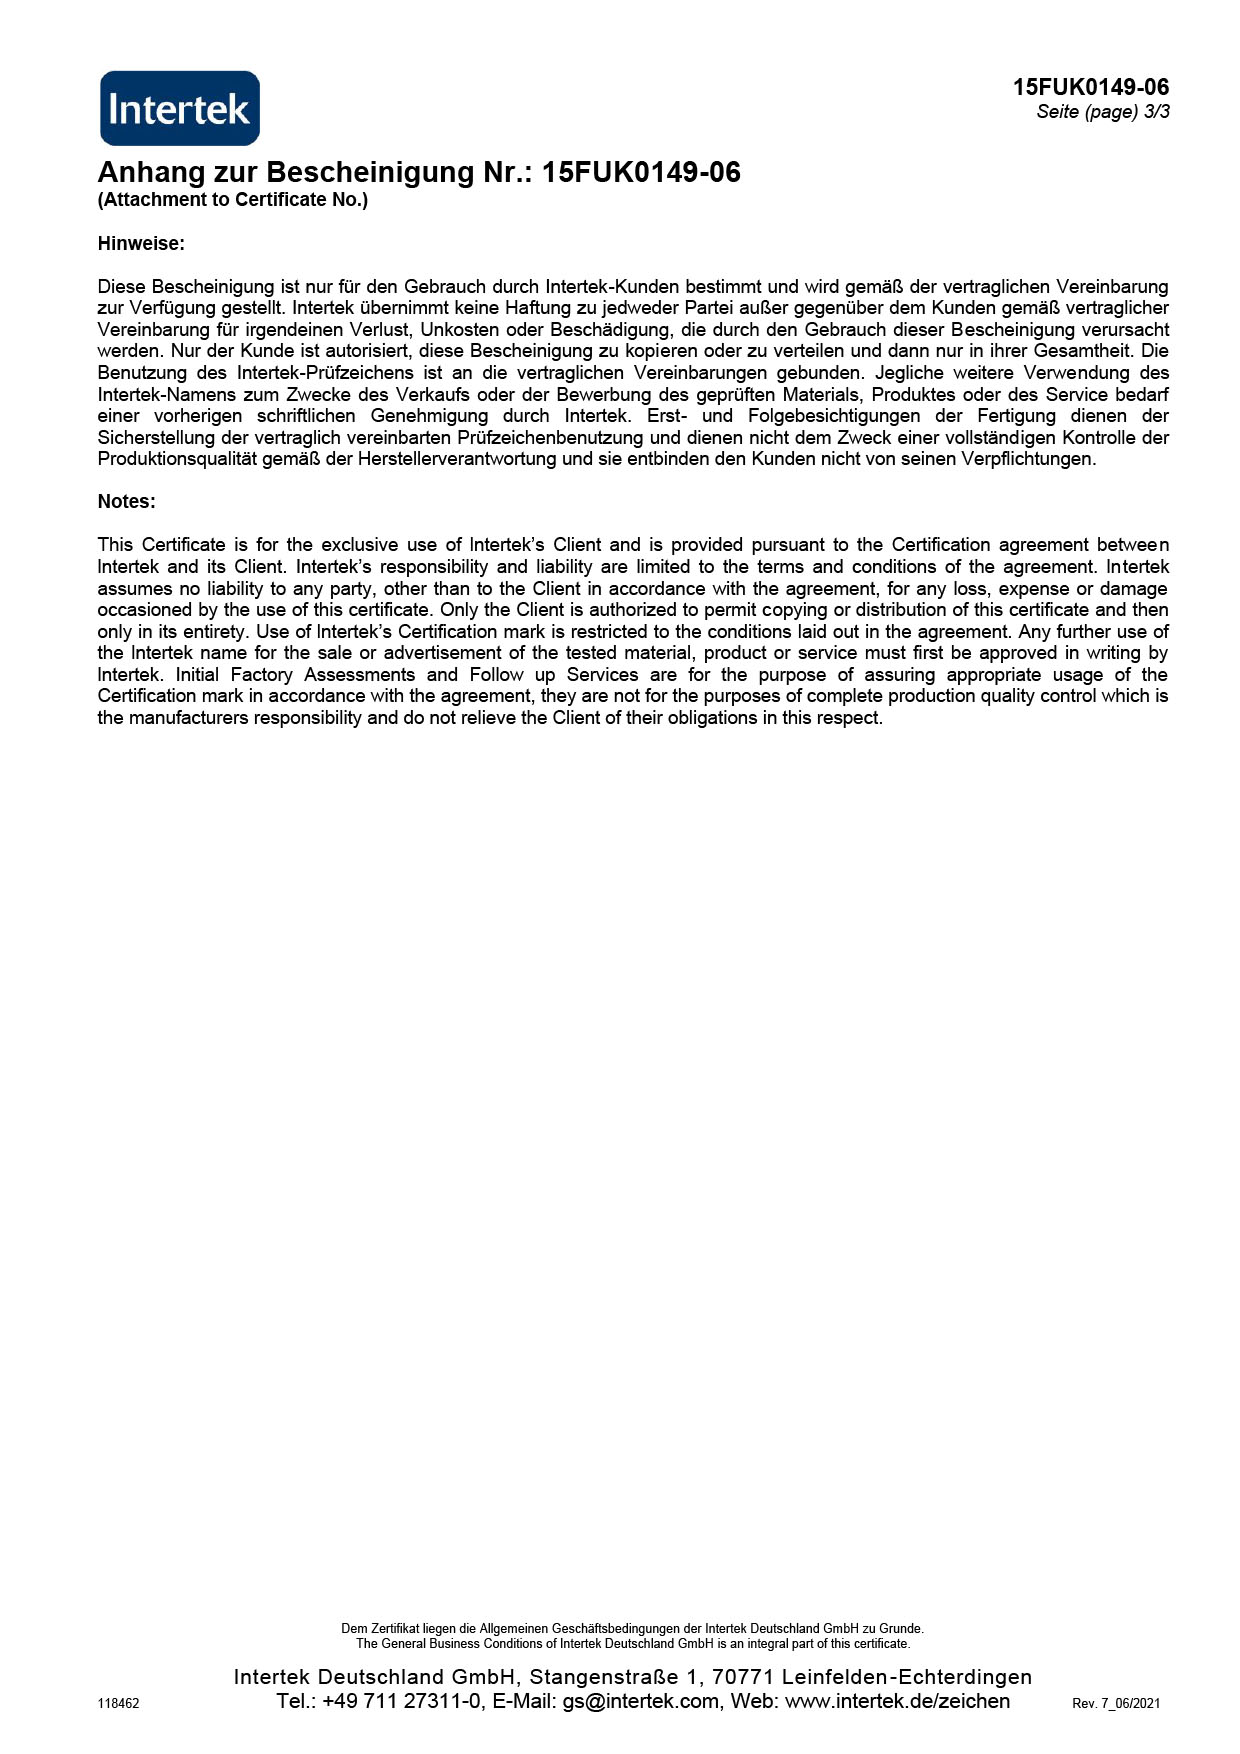 Intertek
15FUK0149-06
Seite (page) 3/3
Anhang zur Bescheinigung Nr.: 15FUK0149-06
(Attachment to Certificate No.)
Hinweise:
Diese Bescheinigung ist nur für den Gebrauch durch Intertek-Kunden bestimmt und wird gemäß der vertraglichen Vereinbarung
zur Verfügung gestellt. Intertek übernimmt keine Haftung zu jedweder Partei außer gegenüber dem Kunden gemäß vertraglicher
Vereinbarung für irgendeinen Verlust, Unkosten oder Beschädigung, die durch den Gebrauch dieser Bescheinigung verursacht
werden. Nur der Kunde ist autorisiert, diese Bescheinigung zu kopieren oder zu verteilen und dann nur in ihrer Gesamtheit. Die
Benutzung des Intertek-Prüfzeichens ist an die vertraglichen Vereinbarungen gebunden. Jegliche weitere Verwendung des
Intertek-Namens zum Zwecke des Verkaufs oder der Bewerbung des geprüften Materials, Produktes oder des Service bedarf
einer vorherigen schriftlichen Genehmigung durch Intertek. Erst- und Folgebesichtigungen der Fertigung dienen der
Sicherstellung der vertraglich vereinbarten Prüfzeichenbenutzung und dienen nicht dem Zweck einer vollständigen Kontrolle der
Produktionsqualität gemäß der Herstellerverantwortung und sie entbinden den Kunden nicht von seinen Verpflichtungen.
Notes:
This Certificate is for the exclusive use of Intertek’s Client and is provided pursuant to the Certification agreement between
Intertek and its Client. Intertek’s responsibility and liability are limited to the terms and conditions of the agreement. Intertek
assumes no liability to any party, other than to the Client in accordance with the agreement, for any loss, expense or damage
occasioned by the use of this certificate. Only the Client is authorized to permit copying or distribution of this certificate and then
only in its entirety. Use of Intertek’s Certification mark is restricted to the conditions laid out in the agreement. Any further use of
the Intertek name for the sale or advertisement of the tested material, product or service must first be approved in writing by
Intertek. Initial Factory Assessments and Follow up Services are for the purpose of assuring appropriate usage of the
Certification mark in accordance with the agreement, they are not for the purposes of complete production quality control which is
the manufacturers responsibility and do not relieve the Client of their obligations in this respect.
Dem Zertifikat liegen die Allgemeinen Geschäftsbedingungen der Intertek Deutschland GmbH zu Grunde.
The General Business Conditions of Intertek Deutschland GmbH is an integral part of this certificate.
Intertek Deutschland GmbH, Stangenstraße 1, 70771 Leinfelden-Echterdingen
118462 Tel.: +49 711 27311-0, E-Mail: gs@intertek.com, Web: www.intertek.de/zeichen Rev. 7_06/2021